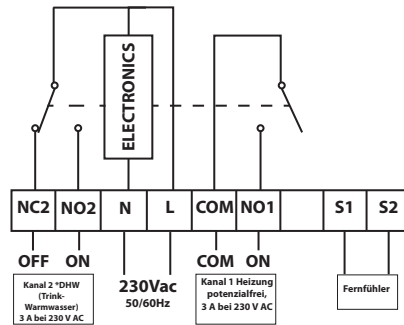 ELECTRONICS
NC2 NO2 N L COM NO1 S1 S2
OFF ON COM ON
230Vac
50/60Hz
Kanal 2 *DHW
(Trink-
Warmwasser)
3 A bei 230 V AC
Kanal 1 Heizung
potenzialfrei,
3 A bei 230 V AC
Fernfühler